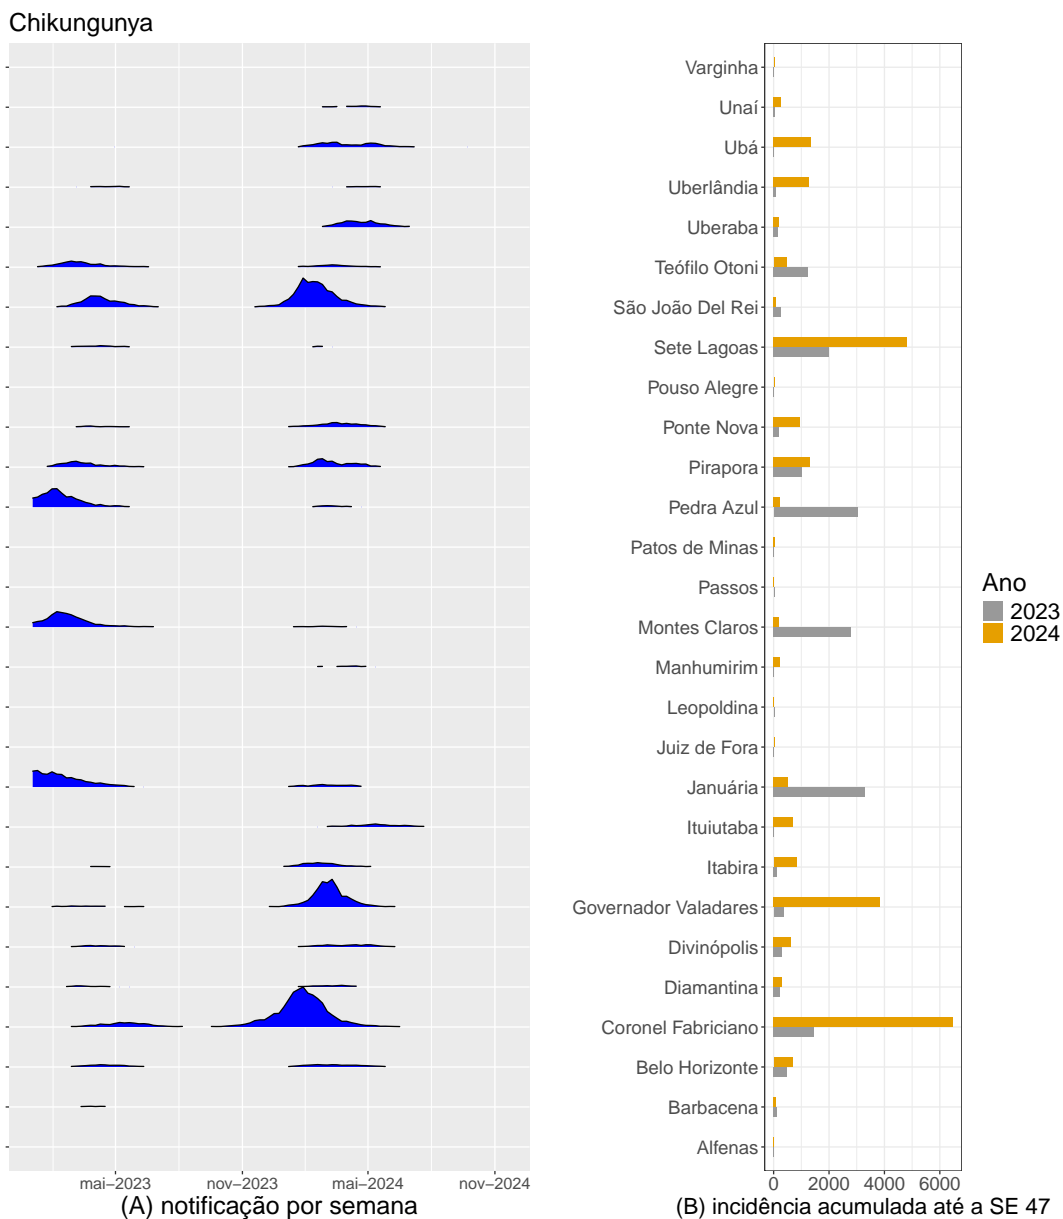 Chikungunya
Varginha
Unaí
Ubá
Uberlândia
Uberaba
Teófilo Otoni
São João Del Rei
Sete Lagoas
Pouso Alegre
Ponte Nova
Pirapora
Pedra Azul
Patos de Minas
Passos
Montes Claros
Manhumirim
Leopoldina
Juiz de Fora
Januária
Ituiutaba
Itabira
Governador Valadares
Divinópolis
Diamantina
Coronel Fabriciano
Belo Horizonte
Barbacena
Alfenas
Ano
2023
2024
mai–2023 nov–2023 mai–2024 nov–2024
0 2000 4000 6000
(A) notificação por semana
(B) incidência acumulada até a SE 47